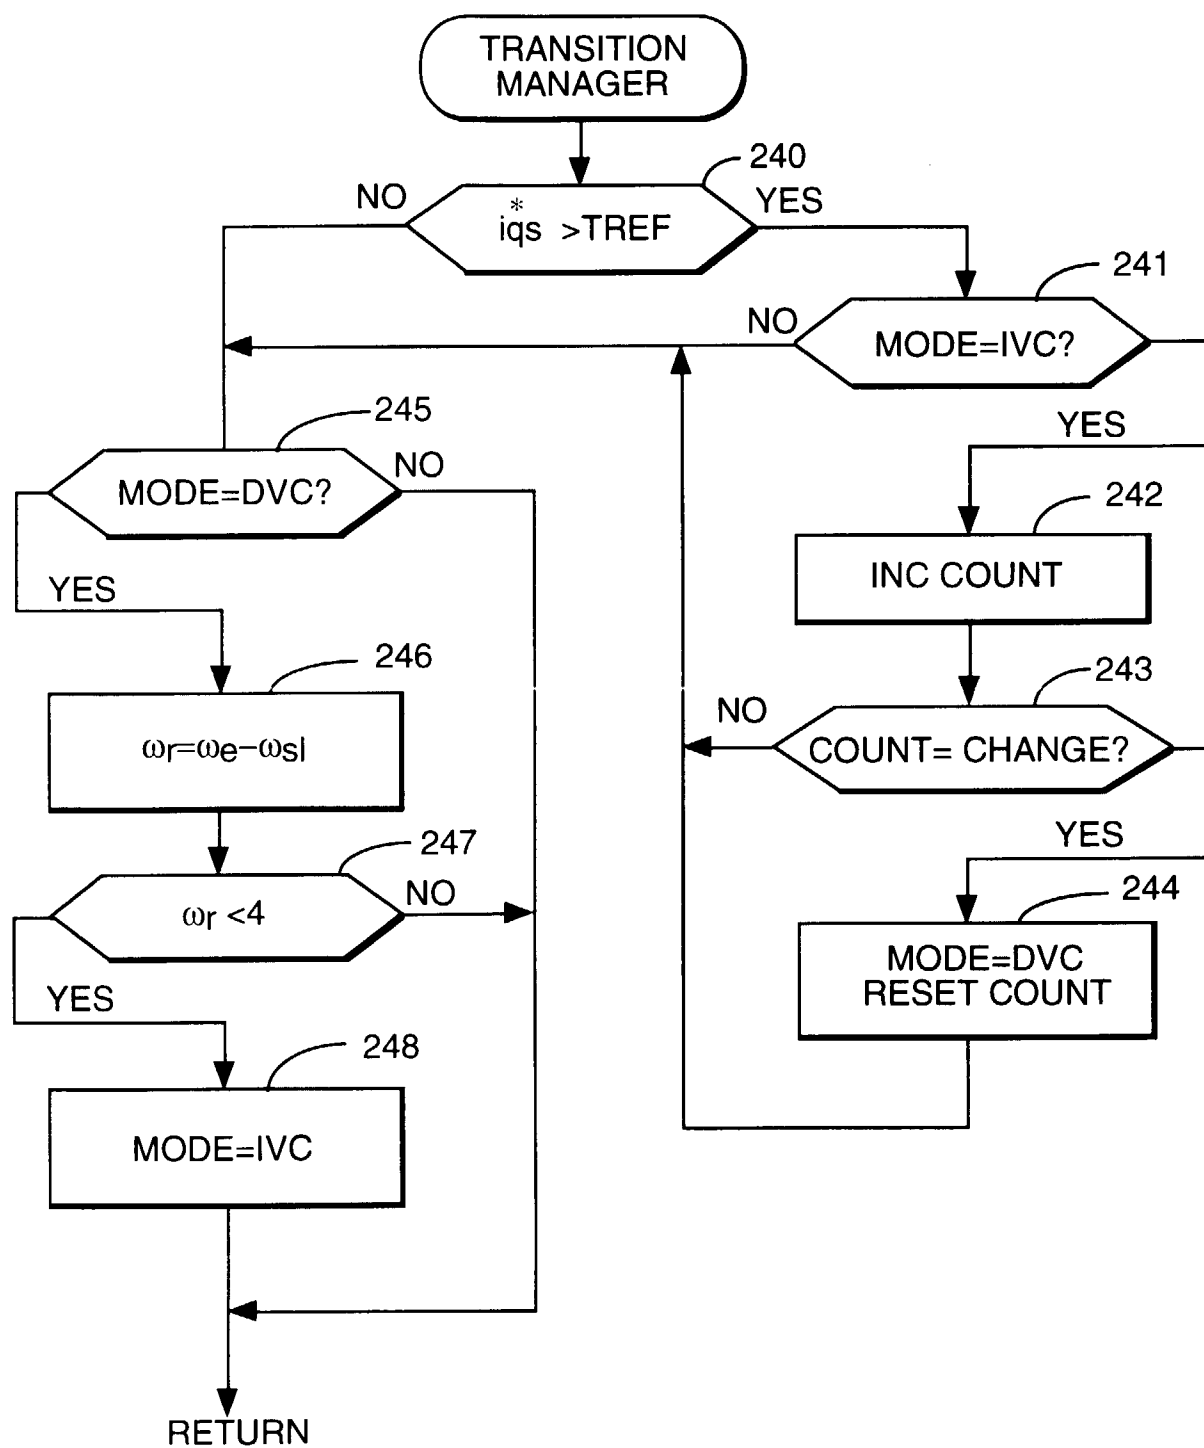 TRANSITION
MANAGER
240
NO
YES
*
iqs >TREF
241
NO
MODE=IVC?
245
YES
NO
MODE=DVC?
242
INC COUNT
YES
246
243
NO
ωr=ωe−ωsl
COUNT= CHANGE?
YES
247
244
NO
ωr <4
MODE=DVC
RESET COUNT
YES
248
MODE=IVC
RETURN